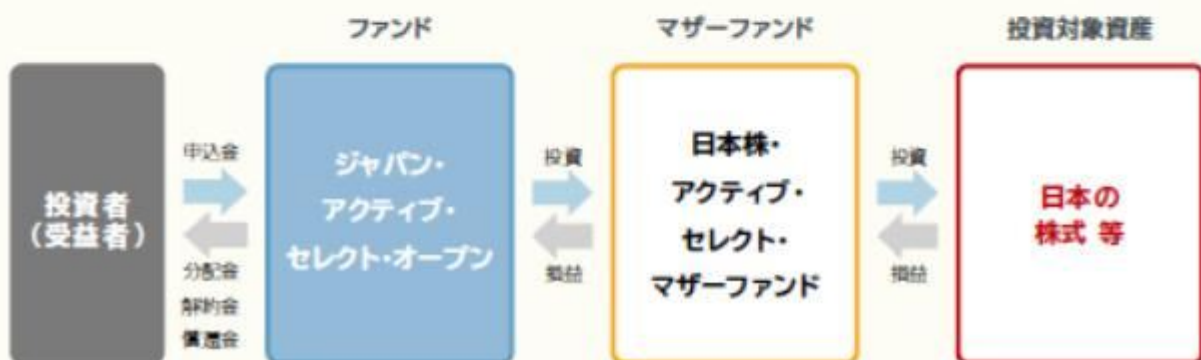 ファンド
マザーファンド
投資対象資産
投資者
（受益者）
申込金
分配金
解約金
償還金
ジャパン・
アクティブ・
セレクト・オープン
投資
損益
日本株・
アクティブ・
セレクト・
マザーファンド
投資
損益
日本の
株式 等